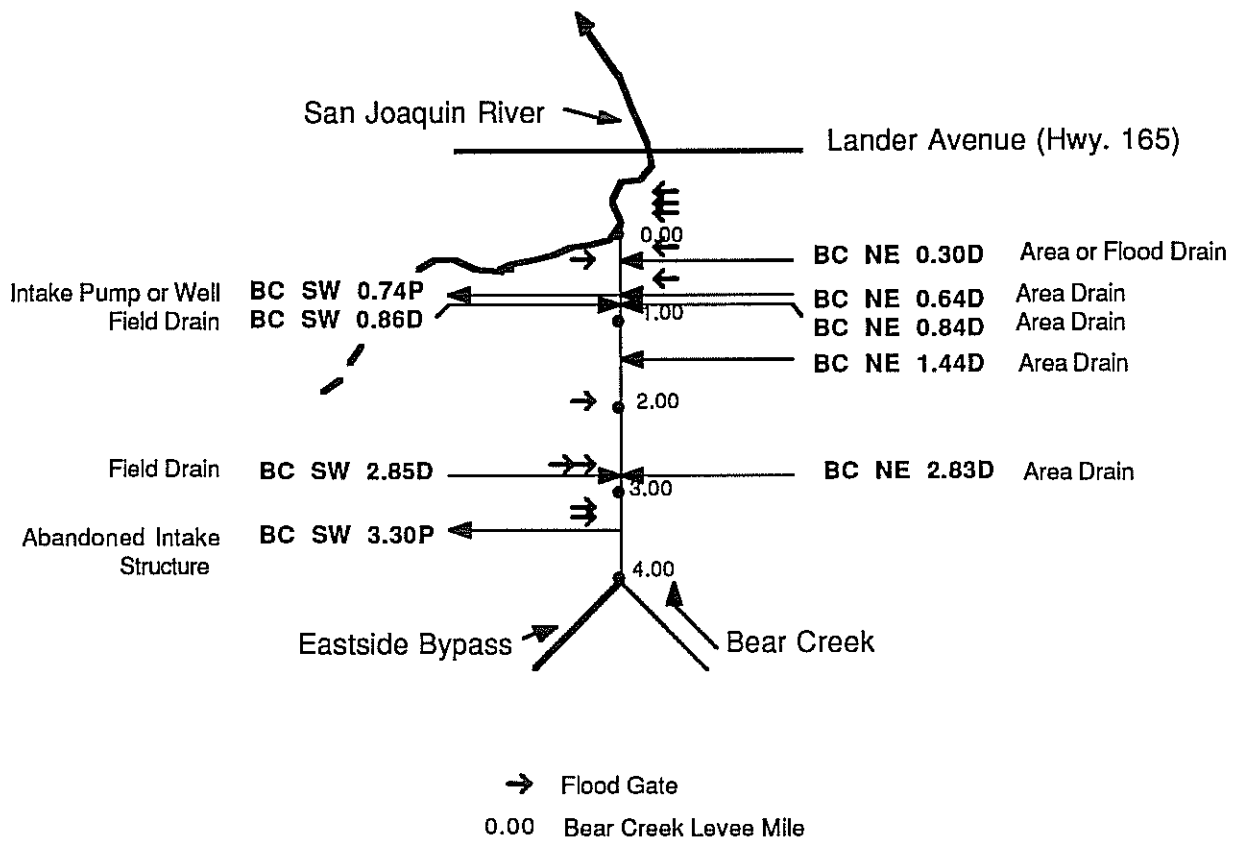 San Joaquin River
Lander Avenue (Hwy. 165)
0.00
BC NE 0.30D Area or Flood Drain
Intake Pump or Well BC SW 0.74P
BC NE 0.64D Area Drain
Field Drain BC SW 0.86D
1.00
BC NE 0.84D Area Drain
BC NE 1.44D Area Drain
2.00
Field Drain BC SW 2.85D
BC NE 2.83D Area Drain
3.00
Abandoned Intake BC SW 3.30P
Structure
4.00
Eastside Bypass
Bear Creek
Flood Gate
0.00 Bear Creek Levee Mile